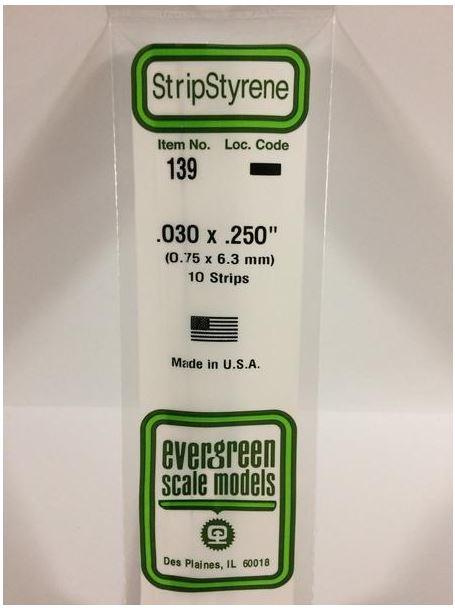 StripStyrene
Item No. Loc. Code
139
.030 x .250"
(0.75 x 6.3 mm)
10 Strips
Made in U.S.A.
evergreen
scale models
Des Plaines, IL 60018